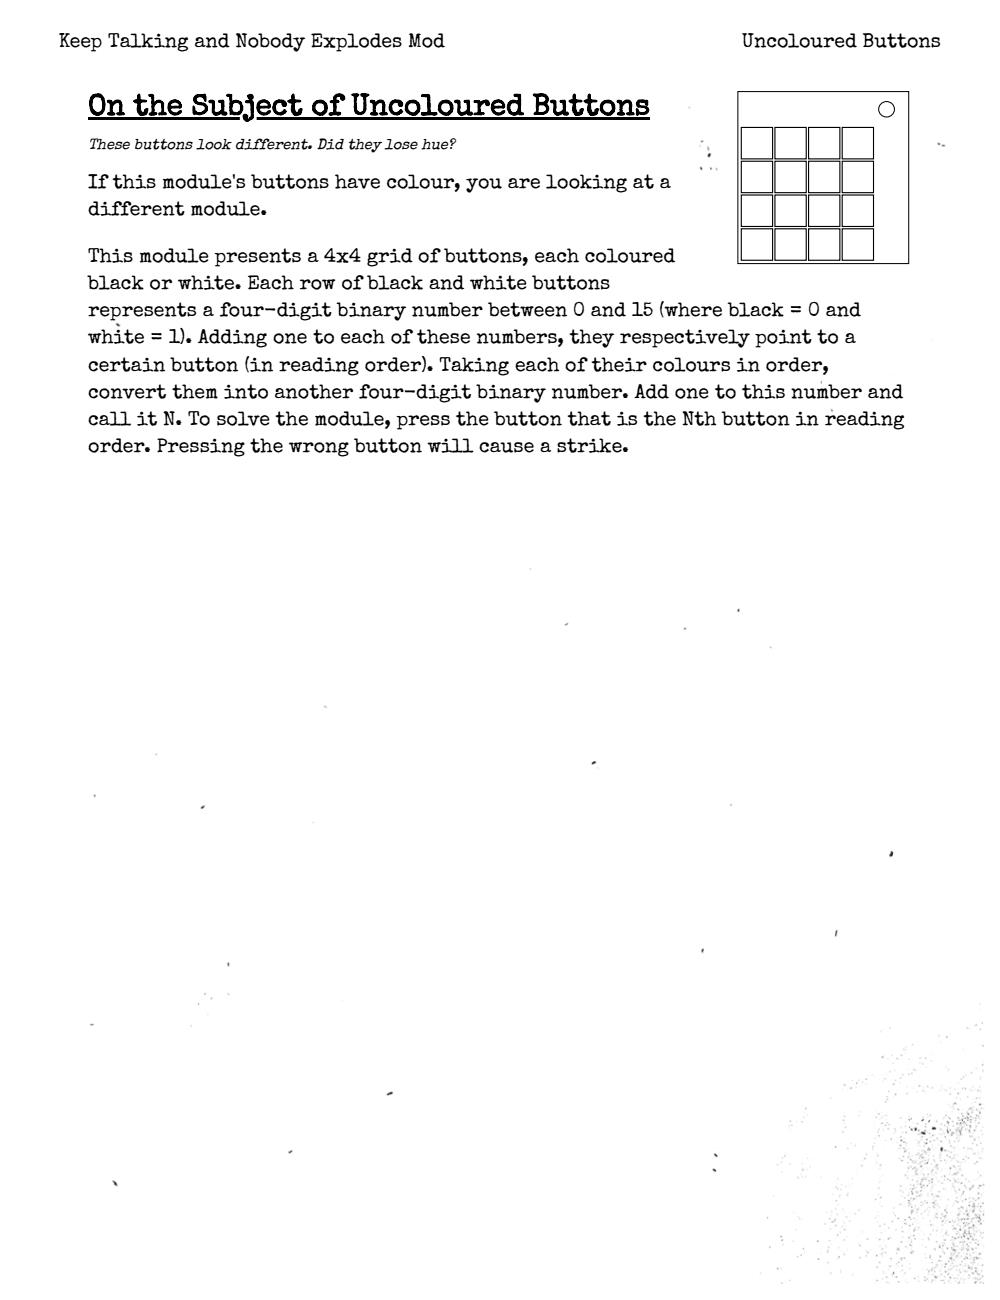 Keep Talking and Nobody Explodes Mod
Uncoloured Buttons
On the Subject of Uncoloured Buttons
These buttons look different. Did they lose hue?
If this module's buttons have colour, you are looking at a
different module.
This module presents a 4x4 grid of buttons, each coloured
black or white. Each row of black and white buttons
represents a four-digit binary number between 0 and 15 (where black = 0 and
white = 1). Adding one to each of these numbers, they respectively point to a
certain button (in reading order). Taking each of their colours in order,
convert them into another four-digit binary number. Add one to this number and
call it N. To solve the module, press the button that is the Nth button in reading
order. Pressing the wrong button will cause a strike.